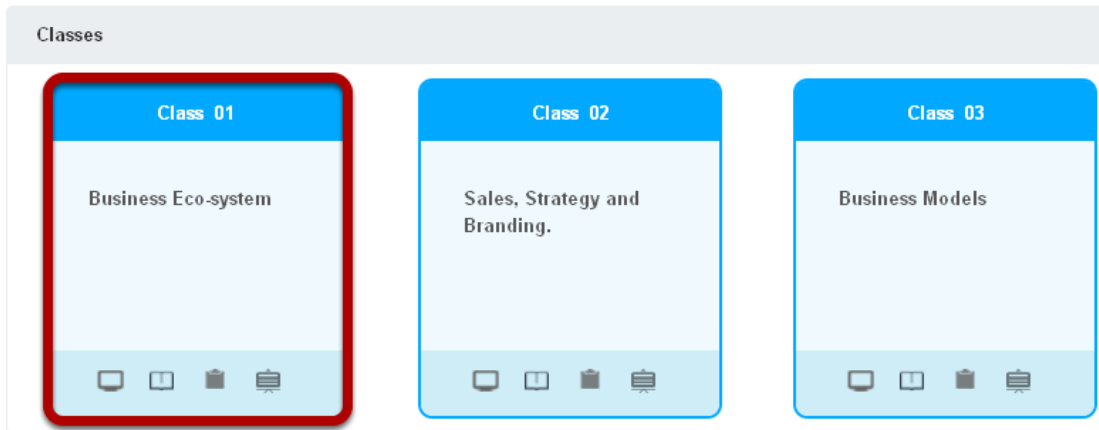 Classes
Class 01
Business Eco-system
Class 02
Sales, Strategy and
Branding.
Class 03
Business Models